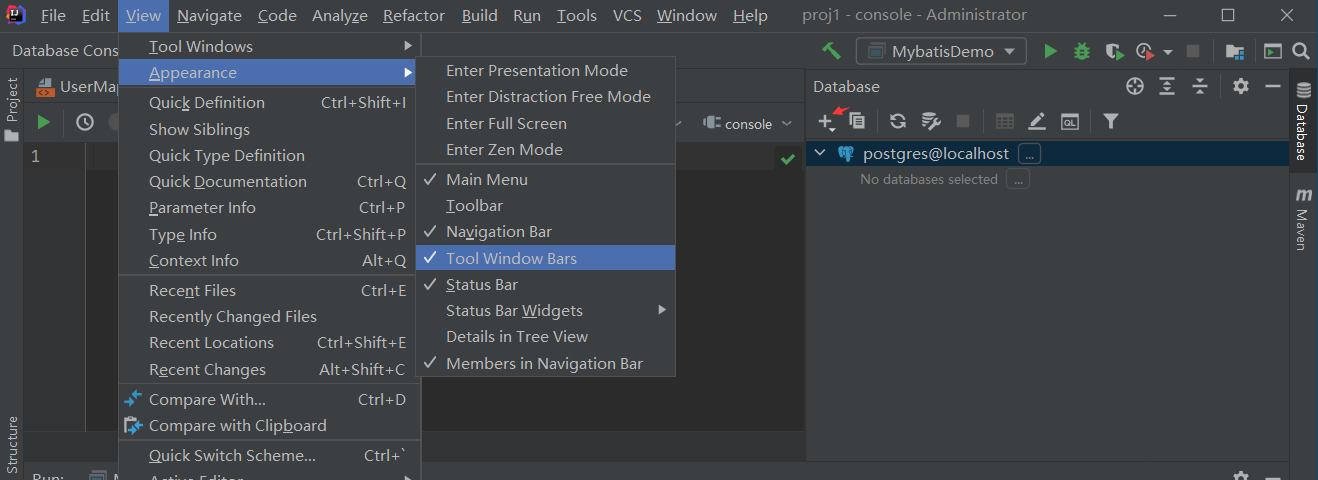 File Edit View Navigate Code Analyze Refactor Build Run Tools VCS Window Help proj1 - console - Administrator
Database Cons
MybatisDemo
UserMap
console
1
Project
Structure
Run:
Tool Windows
Appearance
Quick Definition Ctrl+Shift+I
Show Siblings
Quick Type Definition
Quick Documentation Ctrl+Q
Parameter Info Ctrl+P
Type Info Ctrl+Shift+P
Context Info Alt+Q
Recent Files Ctrl+E
Recently Changed Files
Recent Locations Ctrl+Shift+E
Recent Changes Alt+Shift+C
Compare With... Ctrl+D
Compare with Clipboard
Quick Switch Scheme... Ctrl+`
Active Editor
Enter Presentation Mode
Enter Distraction Free Mode
Enter Full Screen
Enter Zen Mode
Main Menu
Toolbar
Navigation Bar
Tool Window Bars
Status Bar
Status Bar Widgets
Details in Tree View
Members in Navigation Bar
Database
QL
postgres@localhost ...
No databases selected ...
Database
m Maven